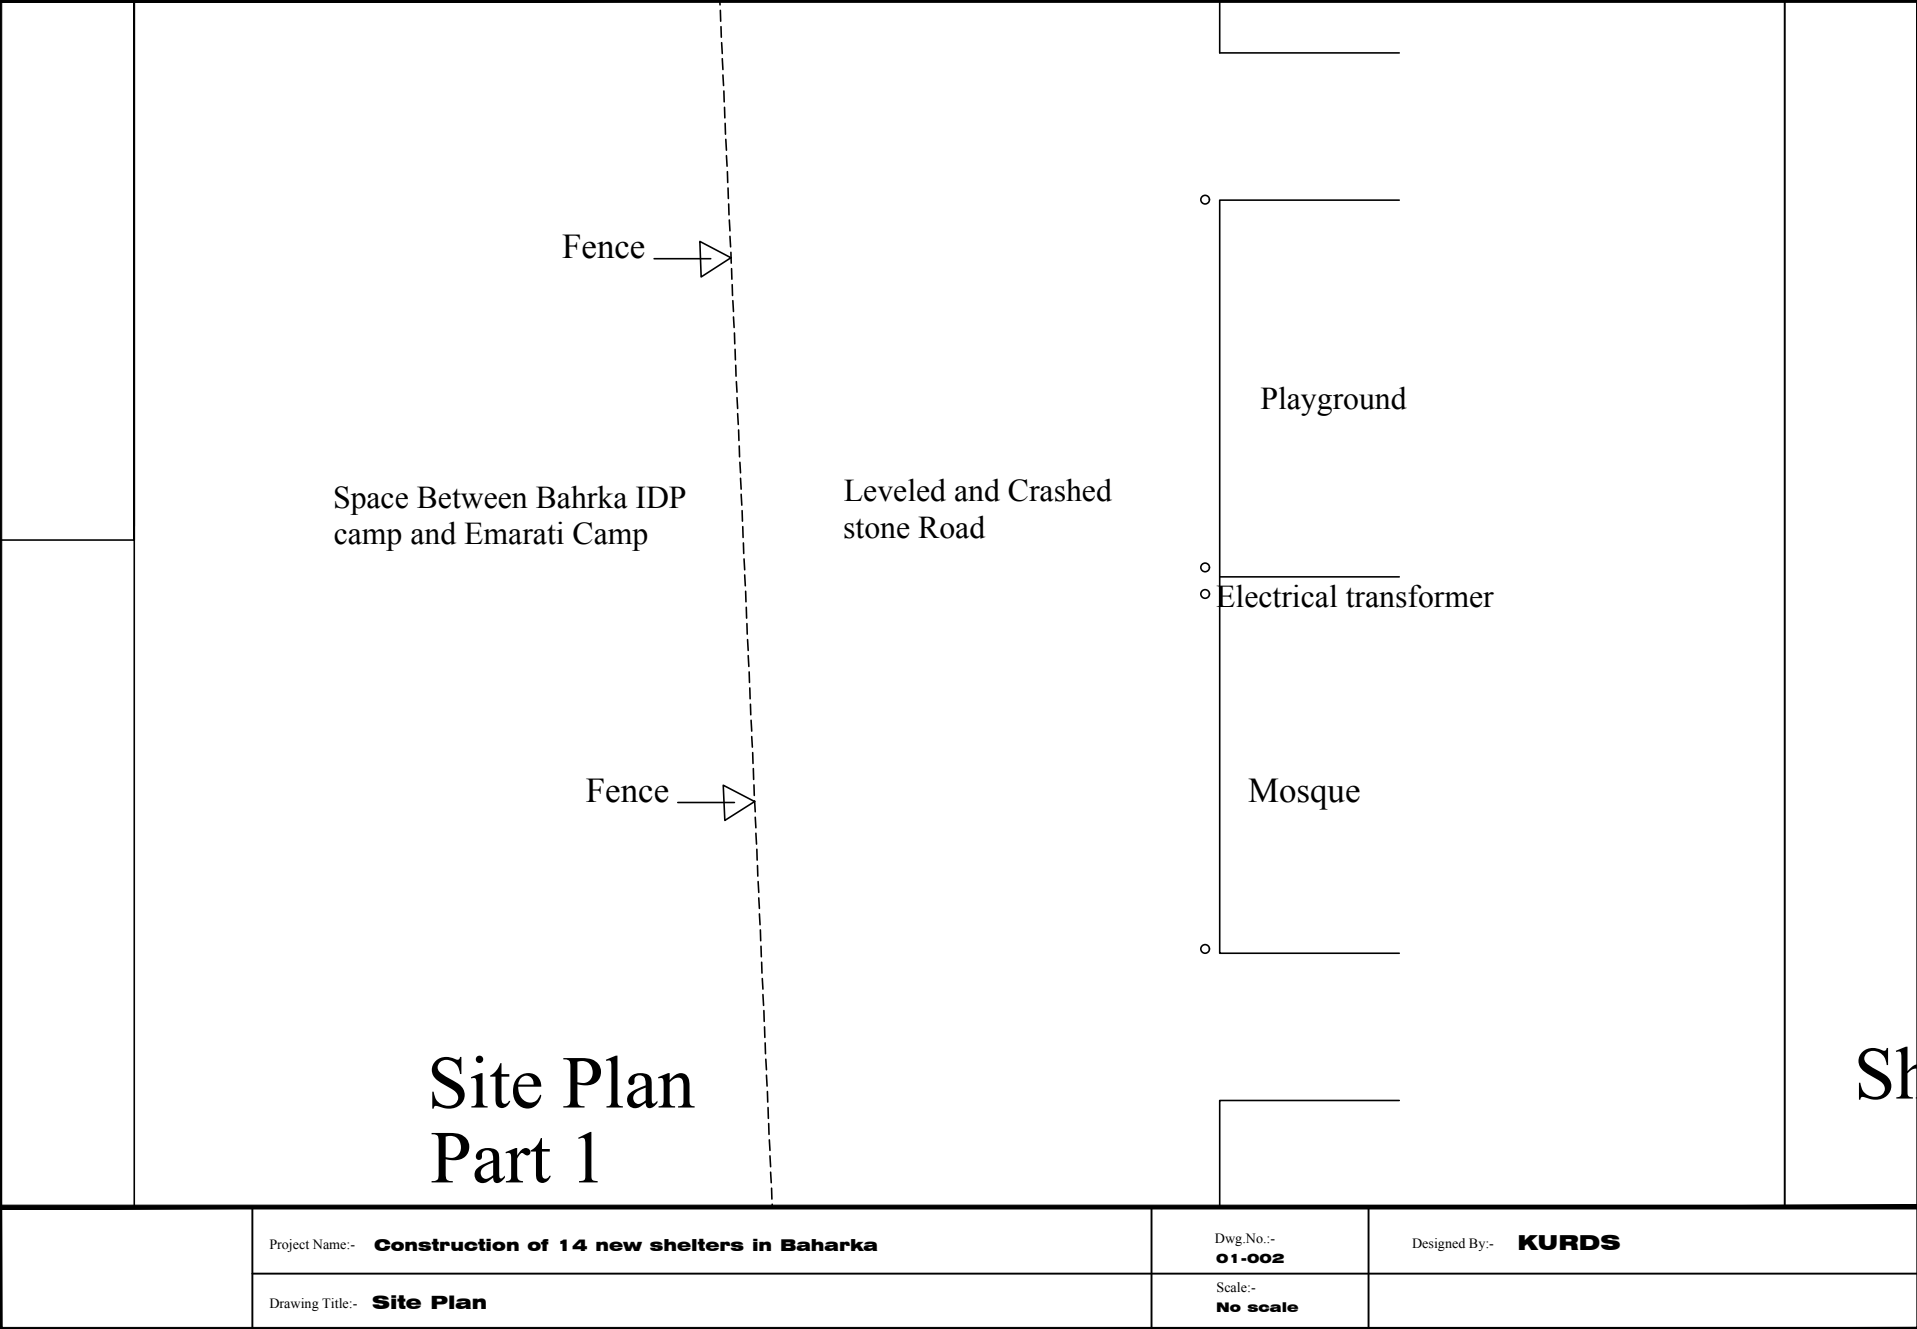 Fence
Playground
Space Between Bahrka IDP
camp and Emarati Camp
Leveled and Crashed
stone Road
Electrical transformer
Fence
Mosque
Site Plan
Part 1
Sh
Project Name:- Construction of 14 new shelters in Baharka
Dwg.No.:-
01-002
Designed By:- KURDS
Drawing Title:- Site Plan
Scale:-
No scale